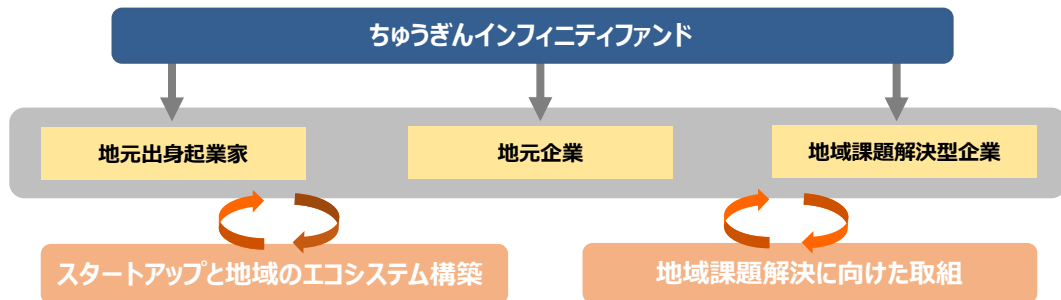 ちゅうぎんインフィニティファンド
地元出身起業家
地元企業
地域課題解決型企業
スタートアップと地域のエコシステム構築
地域課題解決に向けた取組